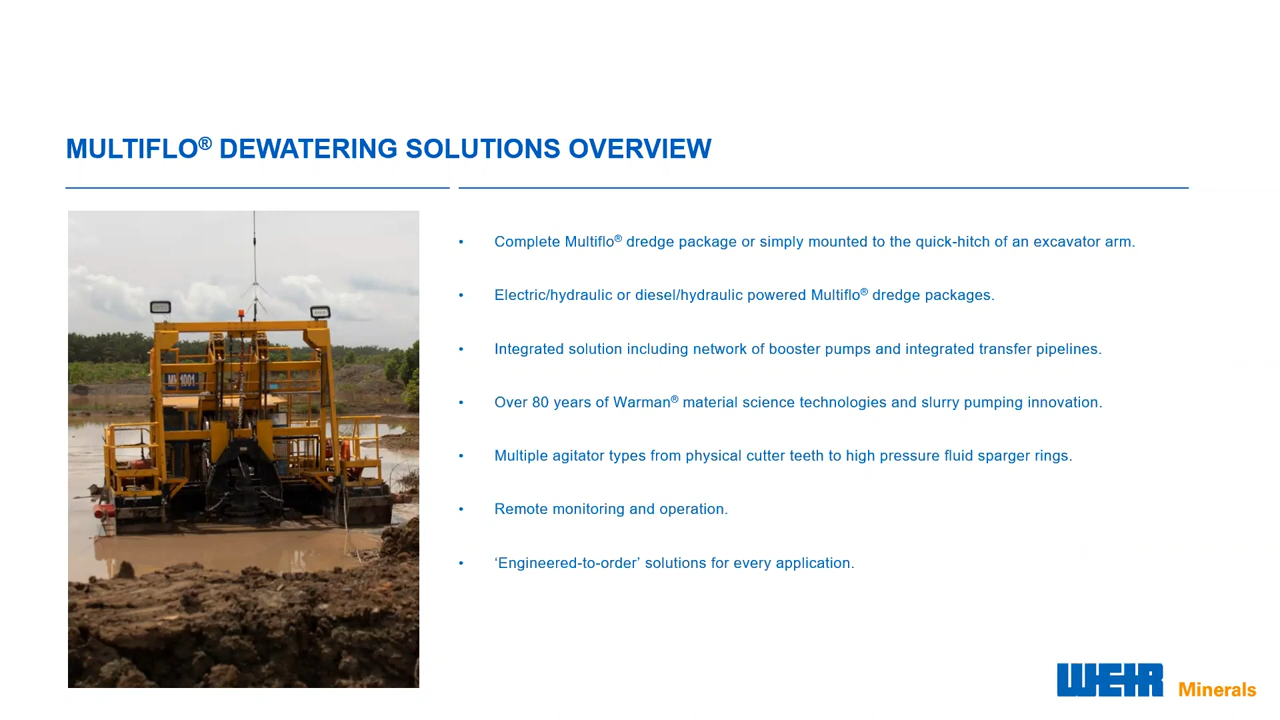 MULTIFLO® DEWATERING SOLUTIONS OVERVIEW
• Complete Multiflo® dredge package or simply mounted to the quick-hitch of an excavator arm.
• Electric/hydraulic or diesel/hydraulic powered Multiflo® dredge packages.
• Integrated solution including network of booster pumps and integrated transfer pipelines.
• Over 80 years of Warman® material science technologies and slurry pumping innovation.
• Multiple agitator types from physical cutter teeth to high pressure fluid sparger rings.
• Remote monitoring and operation.
• ‘Engineered-to-order’ solutions for every application.
WEIR Minerals